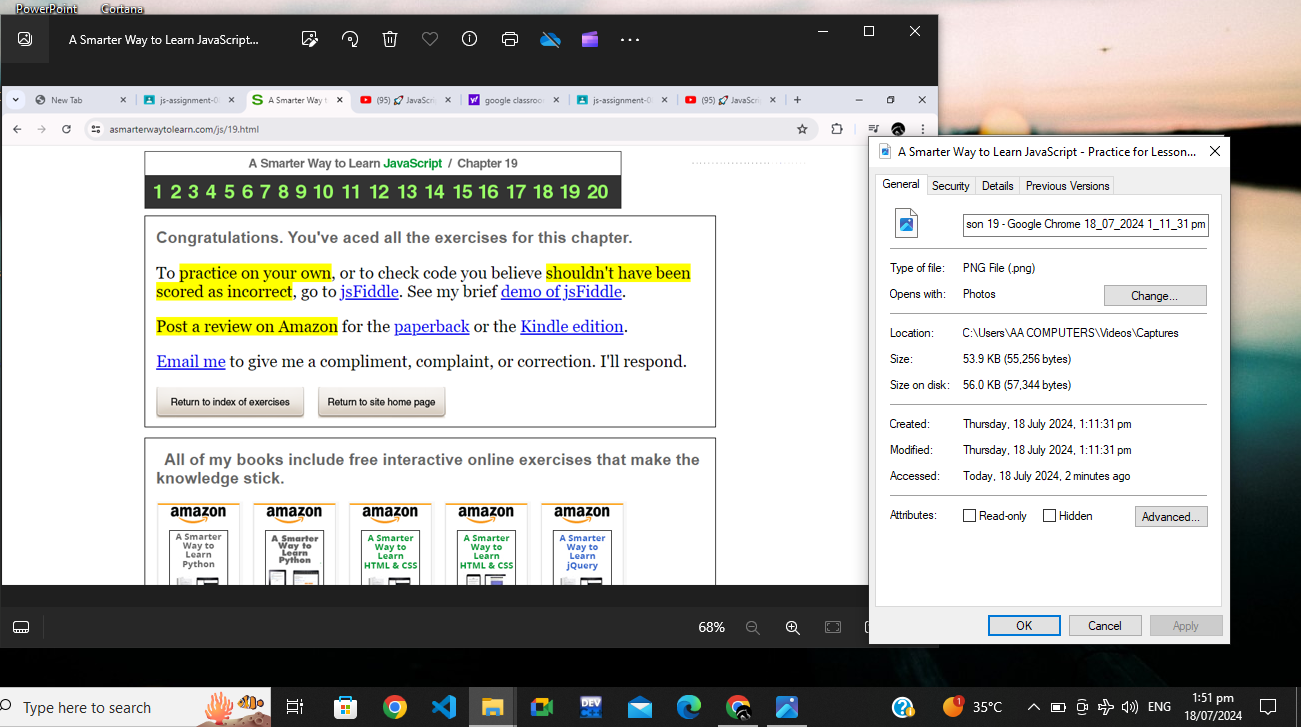 PowerPoint
Cortana
A Smarter Way to Learn JavaScript...
New Tab
js-assignment-0
A Smarter Way t
(95) 🚀 JavaScri
google classroo
js-assignment-0
(95) 🚀 JavaScri
asmarterwaytolearn.com/js/19.html
A Smarter Way to Learn JavaScript / Chapter 19
1 2 3 4 5 6 7 8 9 10 11 12 13 14 15 16 17 18 19 20
Congratulations. You've aced all the exercises for this chapter.
To practice on your own, or to check code you believe shouldn't have been
scored as incorrect, go to jsFiddle. See my brief demo of jsFiddle.
Post a review on Amazon for the paperback or the Kindle edition.
Email me to give me a compliment, complaint, or correction. I'll respond.
Return to index of exercises
Return to site home page
All of my books include free interactive online exercises that make the
knowledge stick.
amazon
A Smarter
Way to
Learn
Python
amazon
A Smarter
Way to
Learn
Python
amazon
A Smarter
Way to
Learn
HTML & CSS
amazon
A Smarter
Way to
Learn
HTML & CSS
amazon
A Smarter
Way to
Learn
jQuery
68%
A Smarter Way to Learn JavaScript - Practice for Lesson...
General
Security
Details
Previous Versions
son 19 - Google Chrome 18_07_2024 1_11_31 pm
Type of file: PNG File (.png)
Opens with: Photos
Change...
Location: C:\Users\AA COMPUTERS\Videos\Captures
Size: 53.9 KB (55,256 bytes)
Size on disk: 56.0 KB (57,344 bytes)
Created: Thursday, 18 July 2024, 1:11:31 pm
Modified: Thursday, 18 July 2024, 1:11:31 pm
Accessed: Today, 18 July 2024, 2 minutes ago
Attributes: Read-only Hidden
Advanced...
OK
Cancel
Apply
Type here to search
DEV
1
35°C
ENG
1:51 pm
18/07/2024